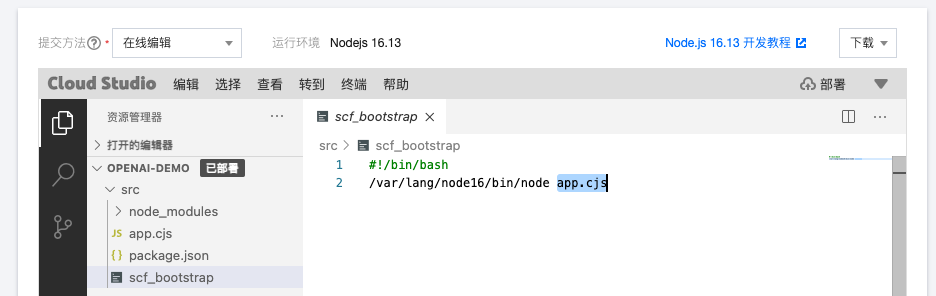 提交方法 * 在线编辑 运行环境 Nodejs 16.13 Node.js 16.13 开发教程 下载
Cloud Studio 编辑 选择 查看 转到 终端 帮助 部署
资源管理器 ··· scf_bootstrap ···
打开的编辑器 src > scf_bootstrap
OPENAI-DEMO 已部署 1 #!/bin/bash
src 2 /var/lang/node16/bin/node app.cjs
node_modules
JS app.cjs
{ } package.json
scf_bootstrap